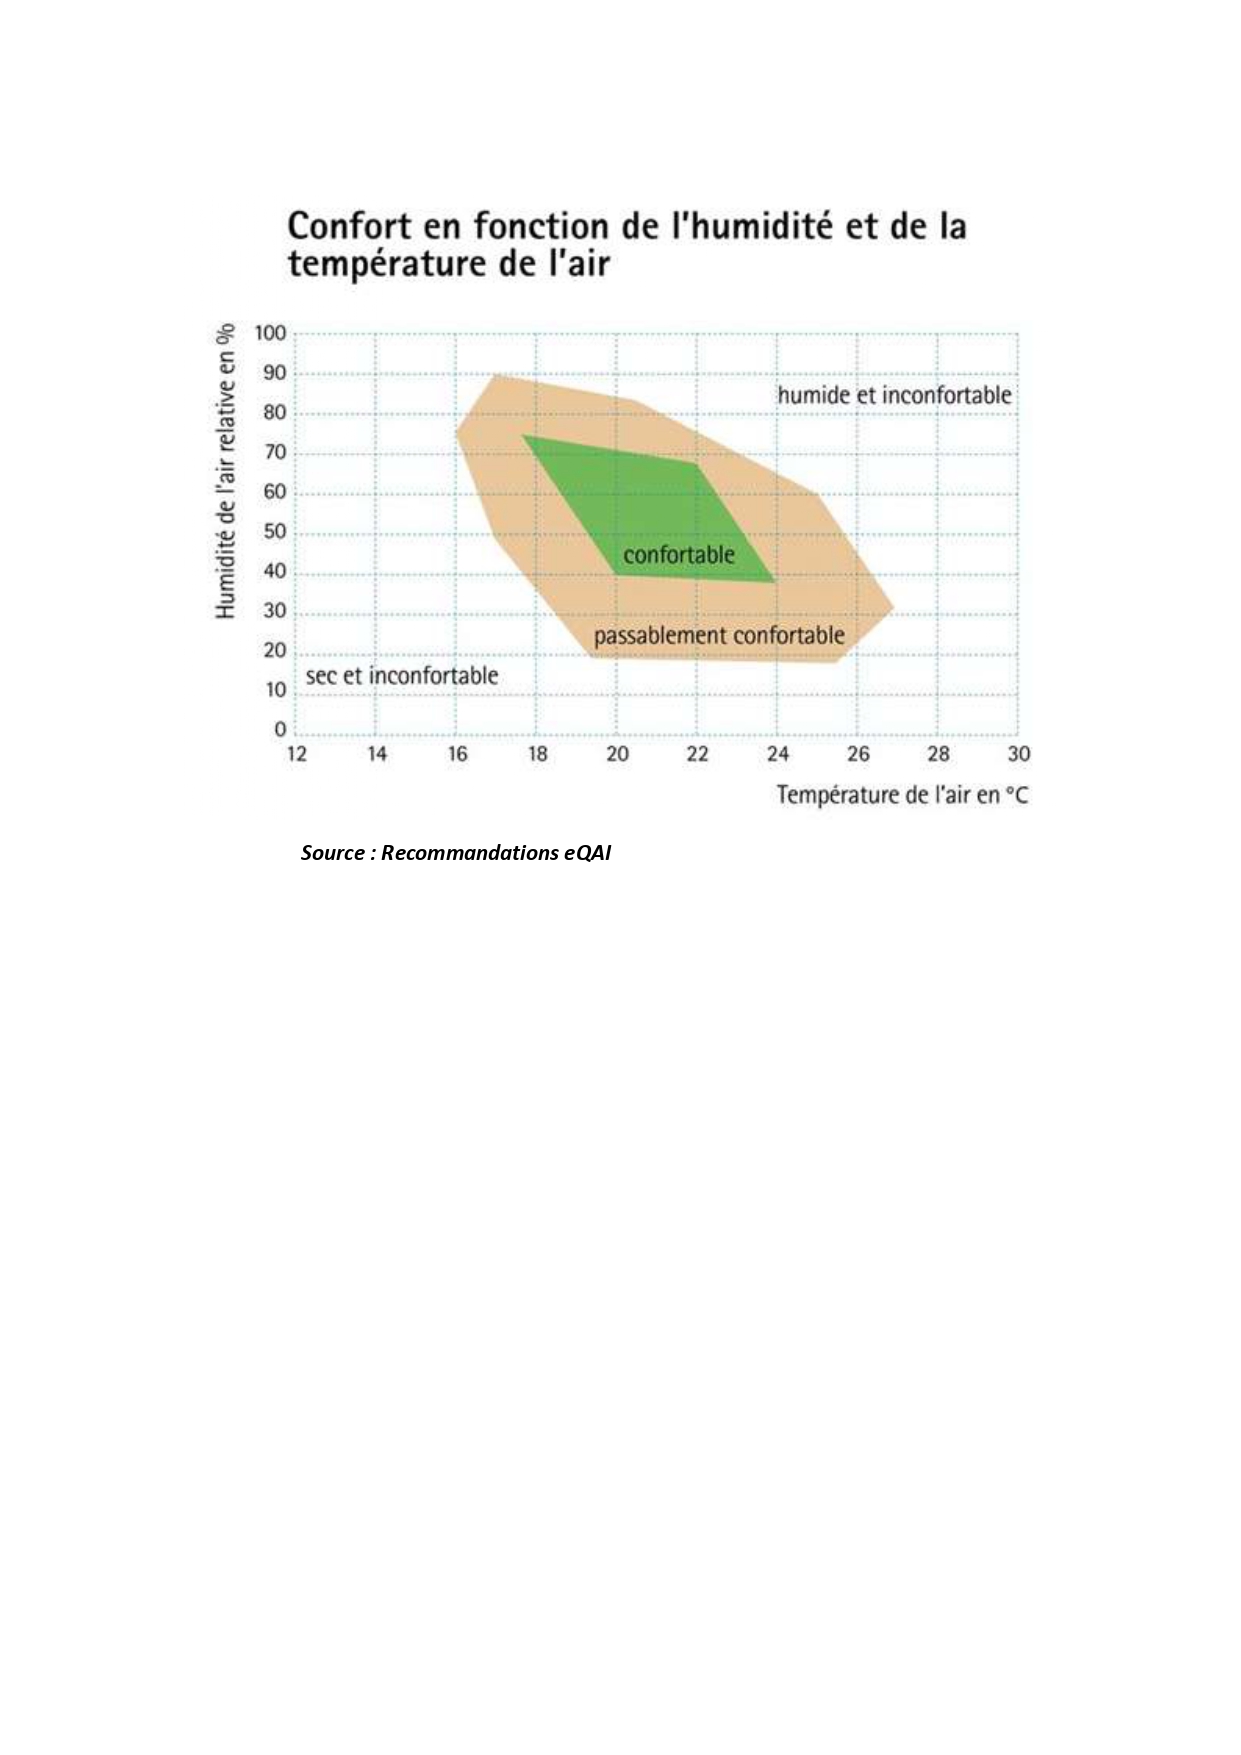 Confort en fonction de l'humidité et de la
température de l'air
Humidité de l'air relative en %
100
90
80
70
60
50
40
30
20
10
0
humide et inconfortable
confortable
passablement confortable
sec et inconfortable
12 14 16 18 20 22 24 26 28 30
Température de l'air en °C
Source : Recommandations eQAI